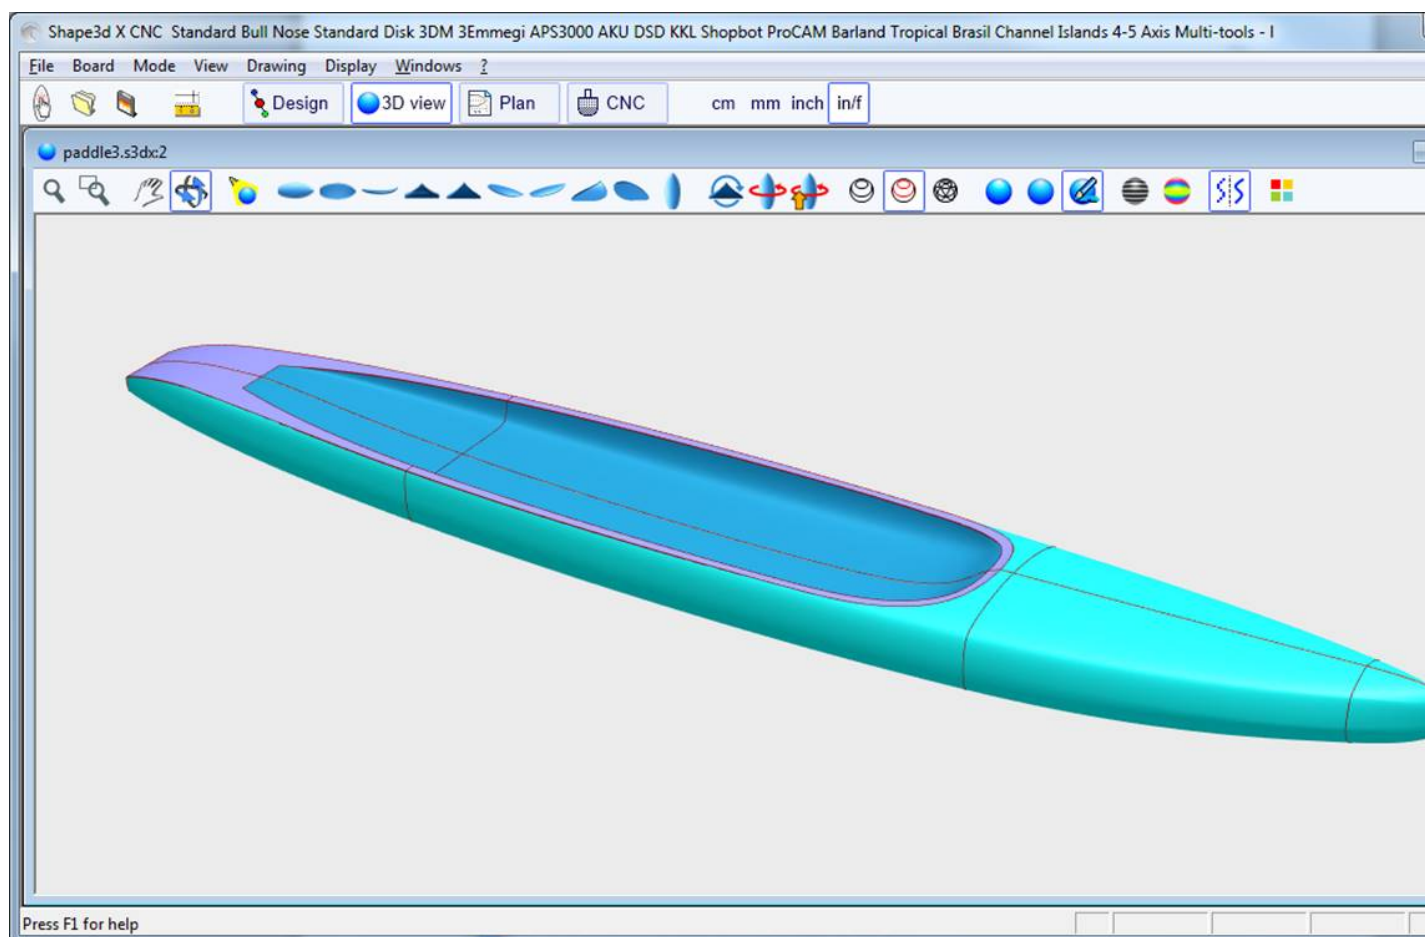 Shape3d X CNC Standard Bull Nose Standard Disk 3DM 3Emmegi APS3000 AKU DSD KKL Shopbot ProCAM Barland Tropical Brasil Channel Islands 4-5 Axis Multi-tools - I
File Board Mode View Drawing Display Windows ?
Design 3D view Plan CNC cm mm inch in/f
paddle3.s3dx:2
Press F1 for help